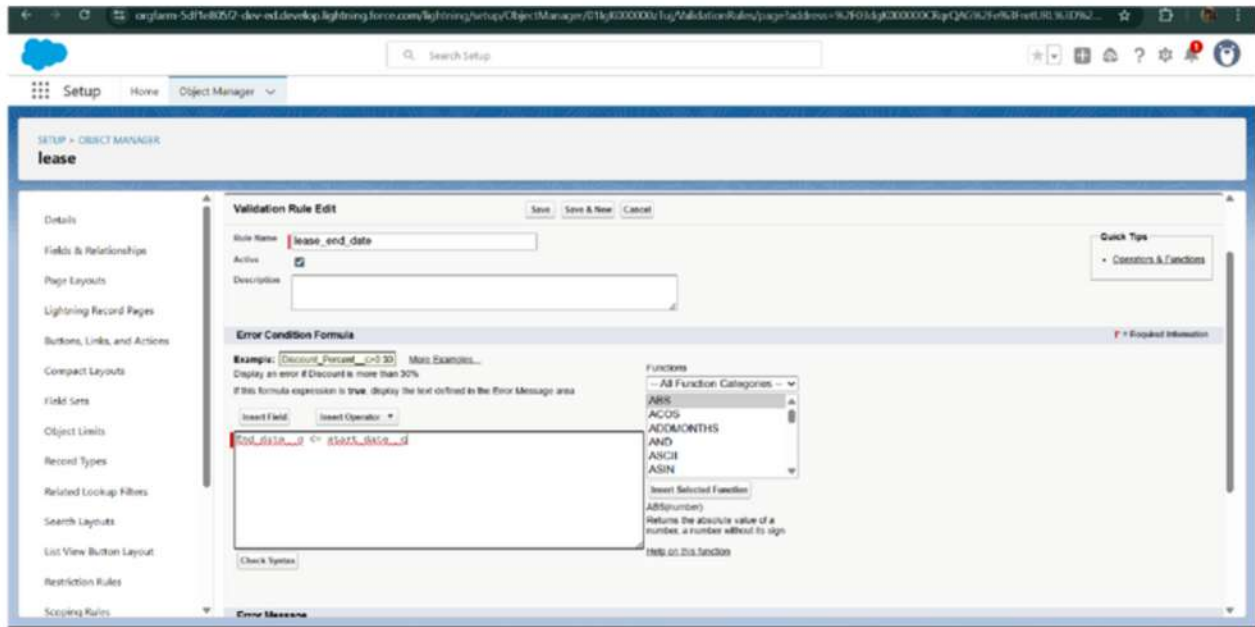 Search Setup
Setup Home Object Manager
SETUP > OBJECT MANAGER
lease
Details
Fields & Relationships
Page Layouts
Lightning Record Pages
Buttons, Links, and Actions
Compact Layouts
Field Sets
Object Limits
Record Types
Related Lookup Filters
Search Layouts
List View Button Layout
Restriction Rules
Scoping Rules
Validation Rule Edit
Save Save & New Cancel
Rule Name lease_end_date
Active
Description
Quick Tips
• Operators & Functions
Error Condition Formula
= Required Information
Example: Discount_Percent__c>0.30 More Examples...
Display an error if Discount is more than 30%
If this formula expression is true, display the text defined in the Error Message area
Insert Field Insert Operator
End_date__c <= start_date__c
Check Syntax
Functions
-- All Function Categories --
ABS
ACOS
ADDMONTHS
AND
ASCII
ASIN
Insert Selected Function
ABS(number)
Returns the absolute value of a
number, a number without its sign
Help on this function
Error Message